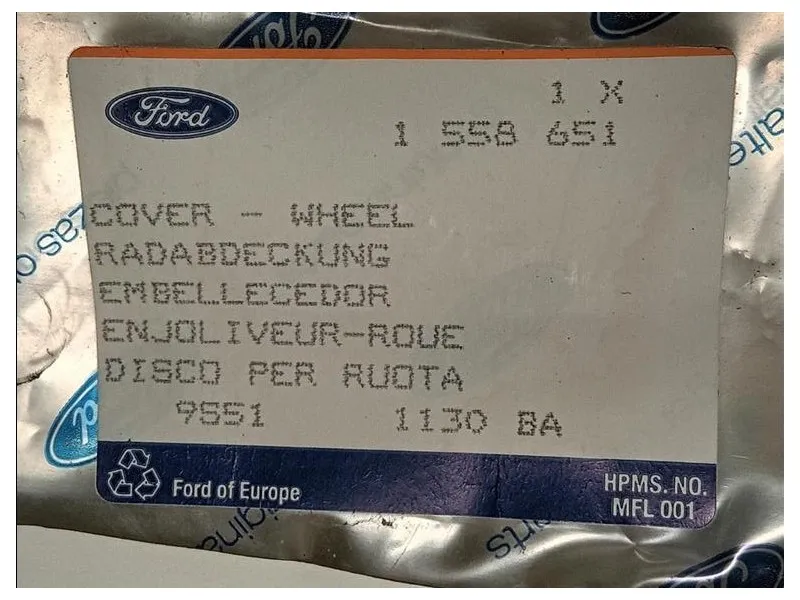 Ford
1 X
1 558 651
COVER - WHEEL
RADABDECKUNG
EMBELLECEDOR
ENJOLIVEUR-ROUE
DISCO PER RUOTA
9S51 1130 BA
Ford of Europe
HPMS. NO.
MFL 001